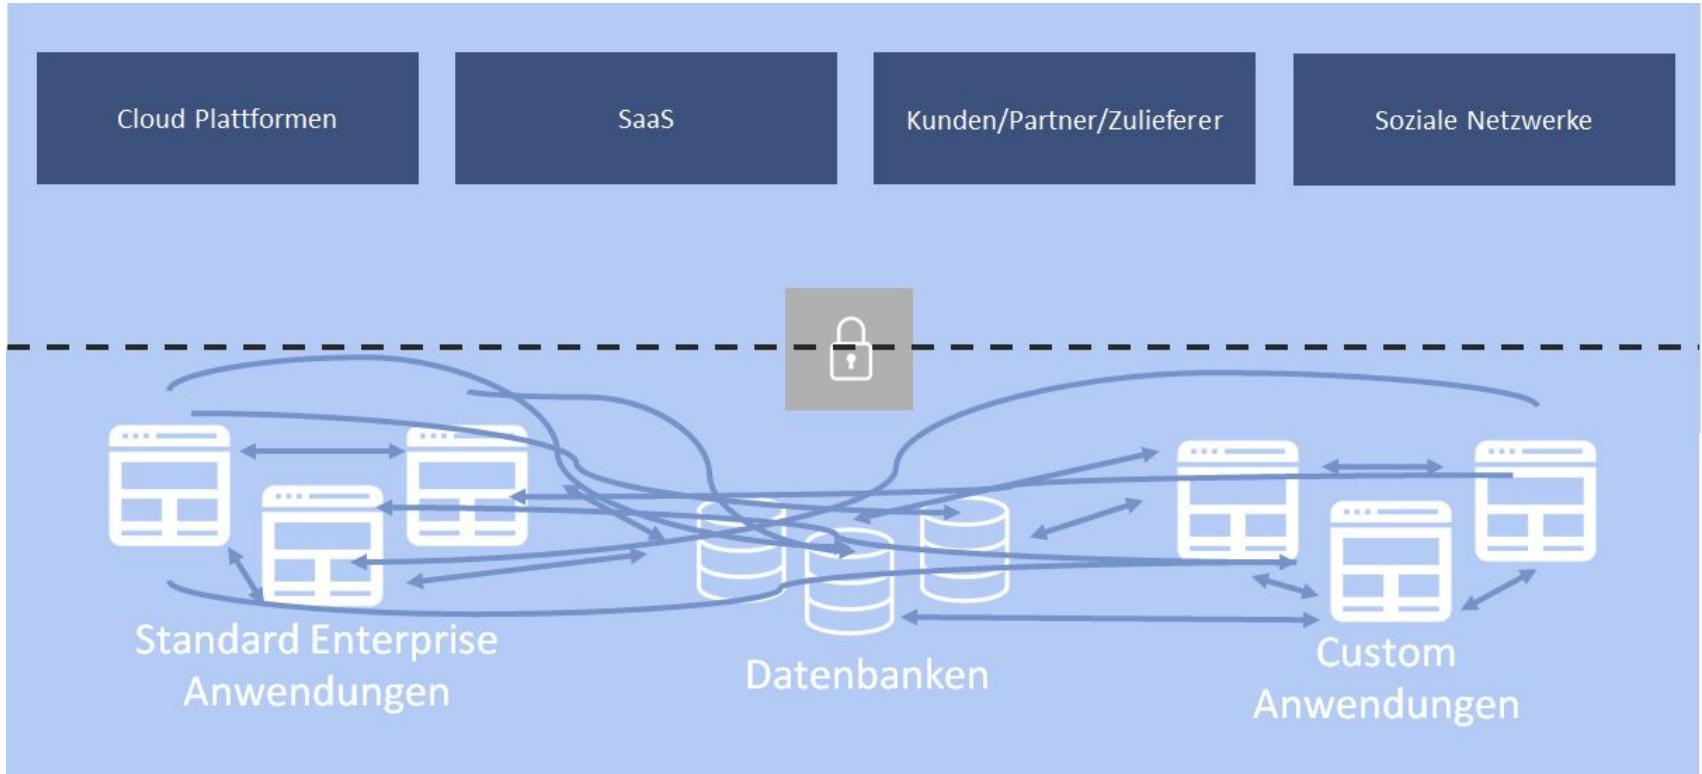 Cloud Plattformen
SaaS
Kunden/Partner/Zulieferer
Soziale Netzwerke
Standard Enterprise
Anwendungen
Datenbanken
Custom
Anwendungen